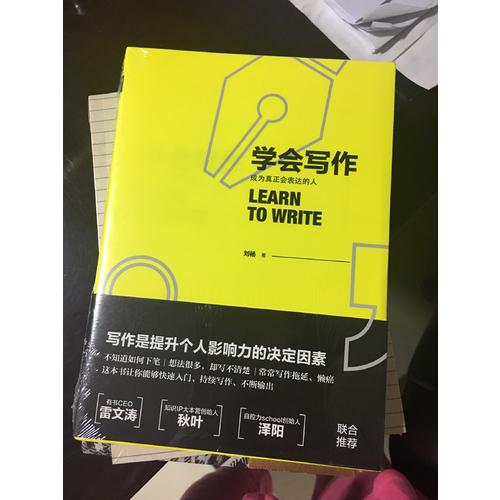 学会写作
成为真正会表达的人
LEARN
TO WRITE
刘杨 著
写作是提升个人影响力的决定因素
不知道如何下笔|想法很多,却写不清楚|常常写作拖延、懒癌
这本书让你能够快速入门、持续写作、不断输出
有书CEO
雷文涛
知识IP大本营创始人
秋叶
自控力school创始人
泽阳
联合
推荐